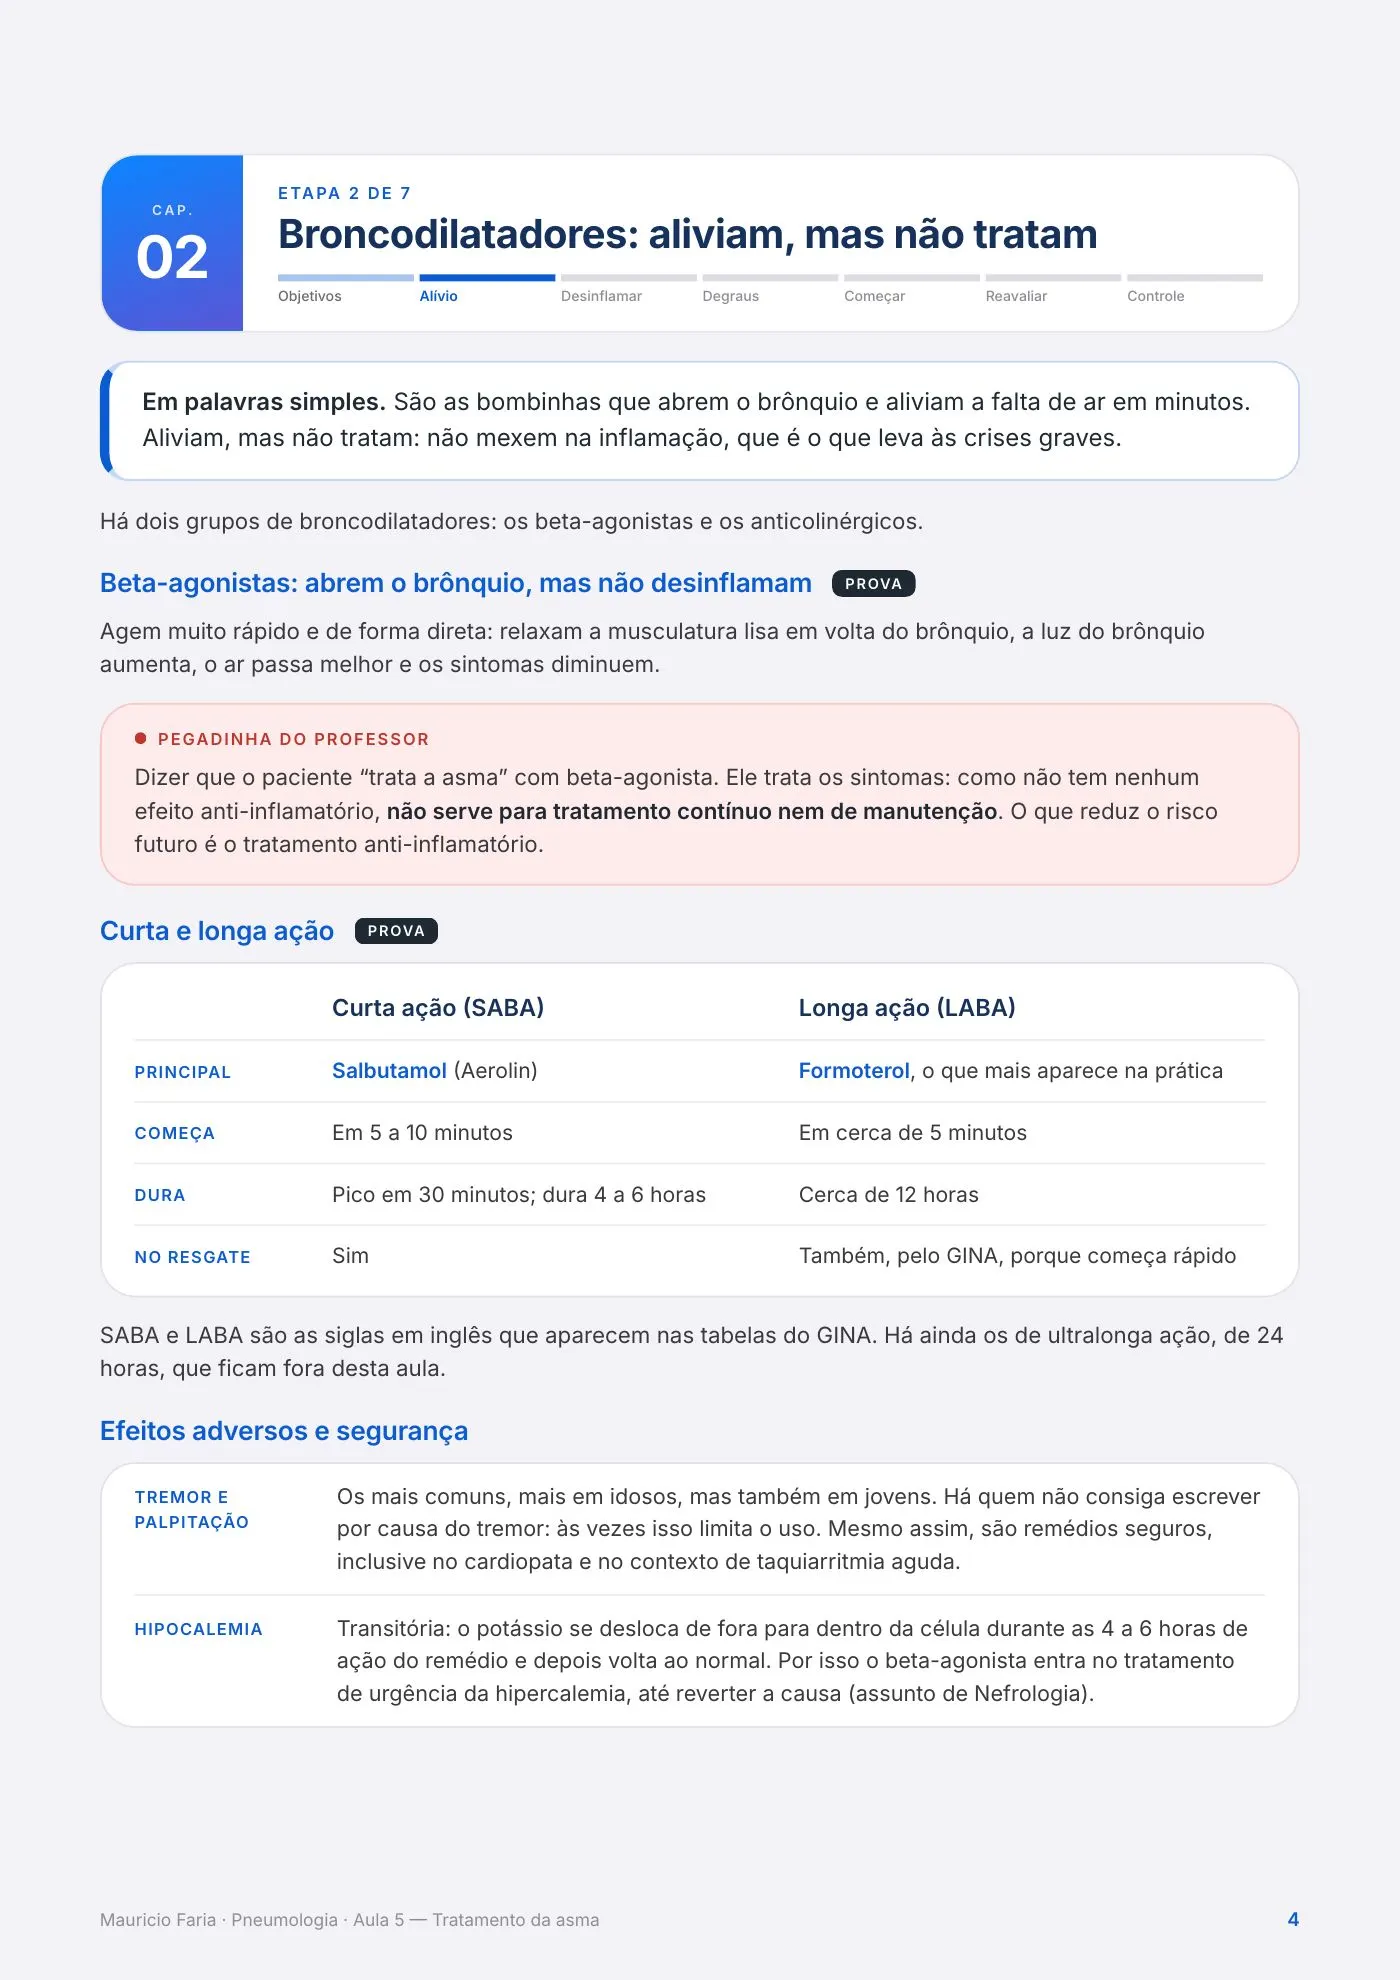 CAP.
02
ETAPA 2 DE 7
Broncodilatadores: aliviam, mas não tratam
Objetivos
Alívio
Desinflamar
Degraus
Começar
Reavaliar
Controle
Em palavras simples. São as bombinhas que abrem o brônquio e aliviam a falta de ar em minutos.
Aliviam, mas não tratam: não mexem na inflamação, que é o que leva às crises graves.
Há dois grupos de broncodilatadores: os beta-agonistas e os anticolinérgicos.
Beta-agonistas: abrem o brônquio, mas não desinflamam PROVA
Agem muito rápido e de forma direta: relaxam a musculatura lisa em volta do brônquio, a luz do brônquio
aumenta, o ar passa melhor e os sintomas diminuem.
PEGADINHA DO PROFESSOR
Dizer que o paciente “trata a asma” com beta-agonista. Ele trata os sintomas: como não tem nenhum
efeito anti-inflamatório, não serve para tratamento contínuo nem de manutenção. O que reduz o risco
futuro é o tratamento anti-inflamatório.
Curta e longa ação PROVA
Curta ação (SABA) Longa ação (LABA)
PRINCIPAL Salbutamol (Aerolin) Formoterol, o que mais aparece na prática
COMEÇA Em 5 a 10 minutos Em cerca de 5 minutos
DURA Pico em 30 minutos; dura 4 a 6 horas Cerca de 12 horas
NO RESGATE Sim Também, pelo GINA, porque começa rápido
SABA e LABA são as siglas em inglês que aparecem nas tabelas do GINA. Há ainda os de ultralonga ação, de 24
horas, que ficam fora desta aula.
Efeitos adversos e segurança
TREMOR E
PALPITAÇÃO
Os mais comuns, mais em idosos, mas também em jovens. Há quem não consiga escrever
por causa do tremor: às vezes isso limita o uso. Mesmo assim, são remédios seguros,
inclusive no cardiopata e no contexto de taquiarritmia aguda.
HIPOCALEMIA
Transitória: o potássio se desloca de fora para dentro da célula durante as 4 a 6 horas de
ação do remédio e depois volta ao normal. Por isso o beta-agonista entra no tratamento
de urgência da hipercalemia, até reverter a causa (assunto de Nefrologia).
Mauricio Faria · Pneumologia · Aula 5 — Tratamento da asma
4